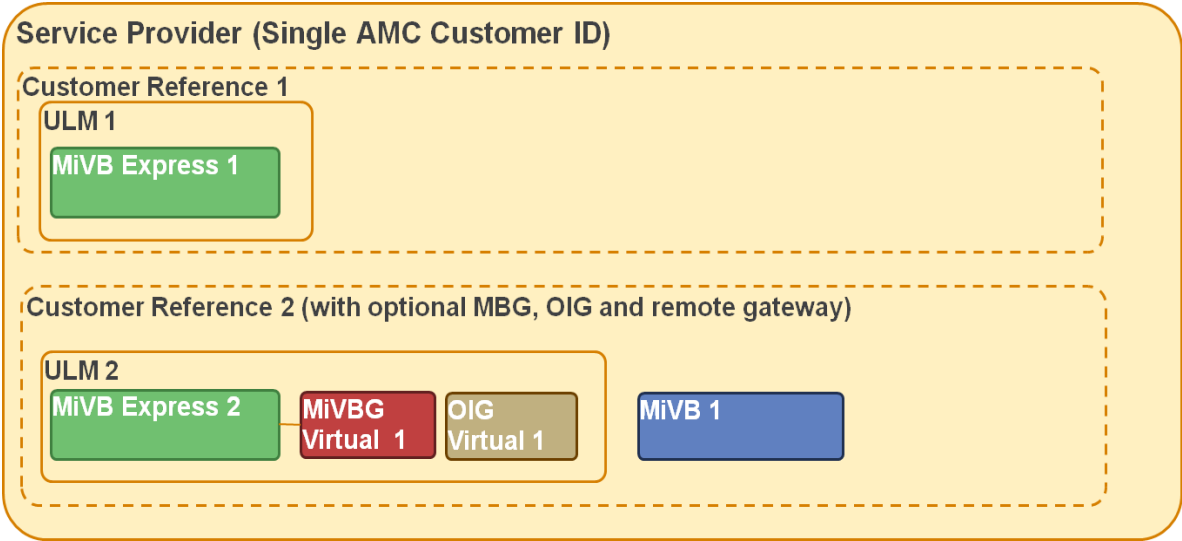 Service Provider (Single AMC Customer ID)
Customer Reference 1
ULM 1
MiVB Express 1
Customer Reference 2 (with optional MBG, OIG and remote gateway)
ULM 2
MiVB Express 2
MiVBG
Virtual 1
OIG
Virtual 1
MiVB 1